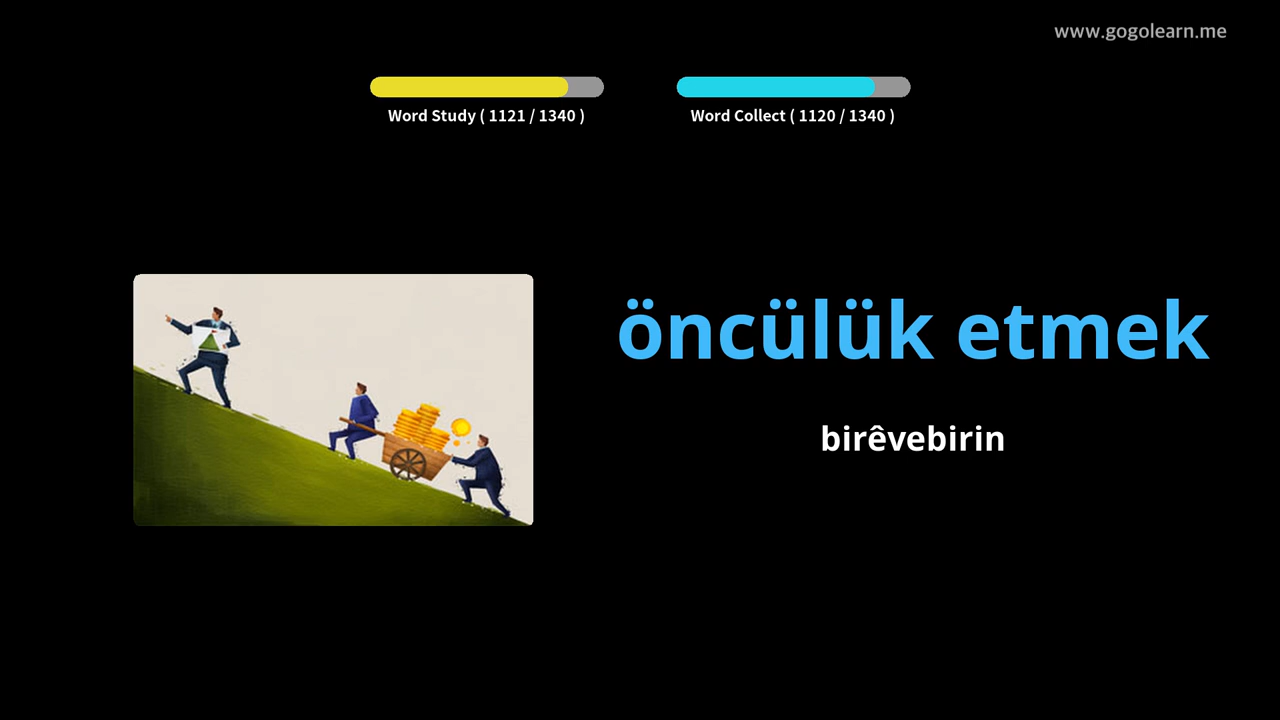 www.gogolearn.me
Word Study ( 1121 / 1340 )
Word Collect ( 1120 / 1340 )
öncülük etmek
birêvebirin